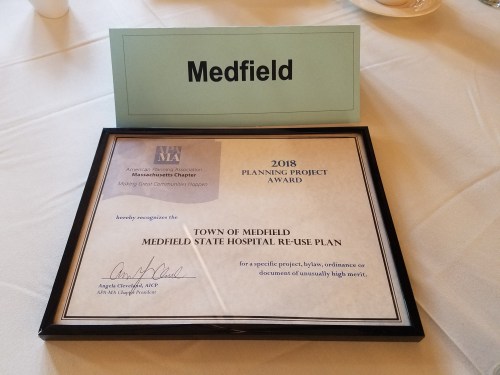 Medfield
MA
American Planning Association
Massachusetts Chapter
Making Great Communities Happen
2018
PLANNING PROJECT
AWARD
hereby recognizes the
TOWN OF MEDFIELD
MEDFIELD STATE HOSPITAL RE-USE PLAN
for a specific project, bylaw, ordinance or
document of unusually high merit.
Angela Cleveland, AICP
APA-MA Chapter President